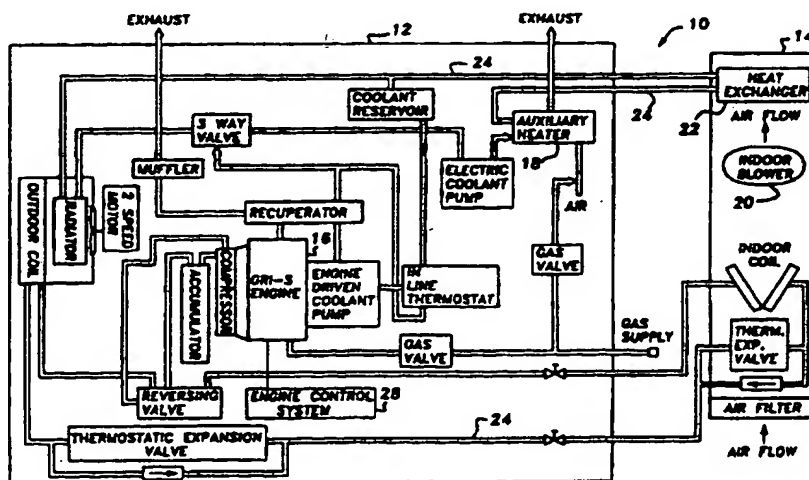 EXHAUST
EXHAUST
12
10
14
24
HEAT
EXCHANGER
COOLANT
RESERVOIR
24
22
AIR FLOW
3 WAY
VALVE
AUXILIARY
HEATER
18
INDOOR
BLOWER
20
MUFFLER
ELECTRIC
COOLANT
PUMP
AIR
OUTDOOR COIL
RADIATOR
2 SPEED
MOTOR
RECUPERATOR
16
GAS
VALVE
INDOOR
COIL
ACCUMULATOR
COMPRESSOR
GRI-S
ENGINE
ENGINE
DRIVEN
COOLANT
PUMP
IN
LINE
THERMOSTAT
GAS
VALVE
GAS
SUPPLY
THERM.
EXP.
VALVE
REVERSING
VALVE
ENGINE CONTROL
SYSTEM
28
AIR FILTER
THERMOSTATIC EXPANSION
VALVE
24
AIR FLOW